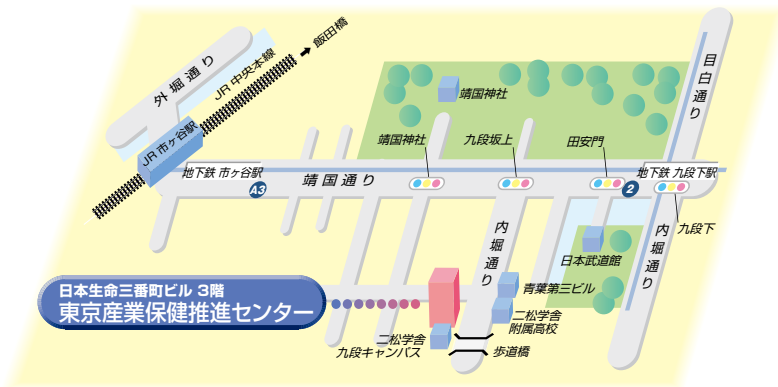 飯田橋
外堀通り
JR 中央本線
JR 市ヶ谷駅
目白通り
靖国神社
靖国神社
九段坂上
田安門
地下鉄 市ヶ谷駅
靖国通り
地下鉄 九段下駅
A3
2
九段下
内堀通り
内堀通り
日本武道館
日本生命三番町ビル 3階
東京産業保健推進センター
青葉第三ビル
二松学舎
附属高校
二松学舎
九段キャンパス
歩道橋